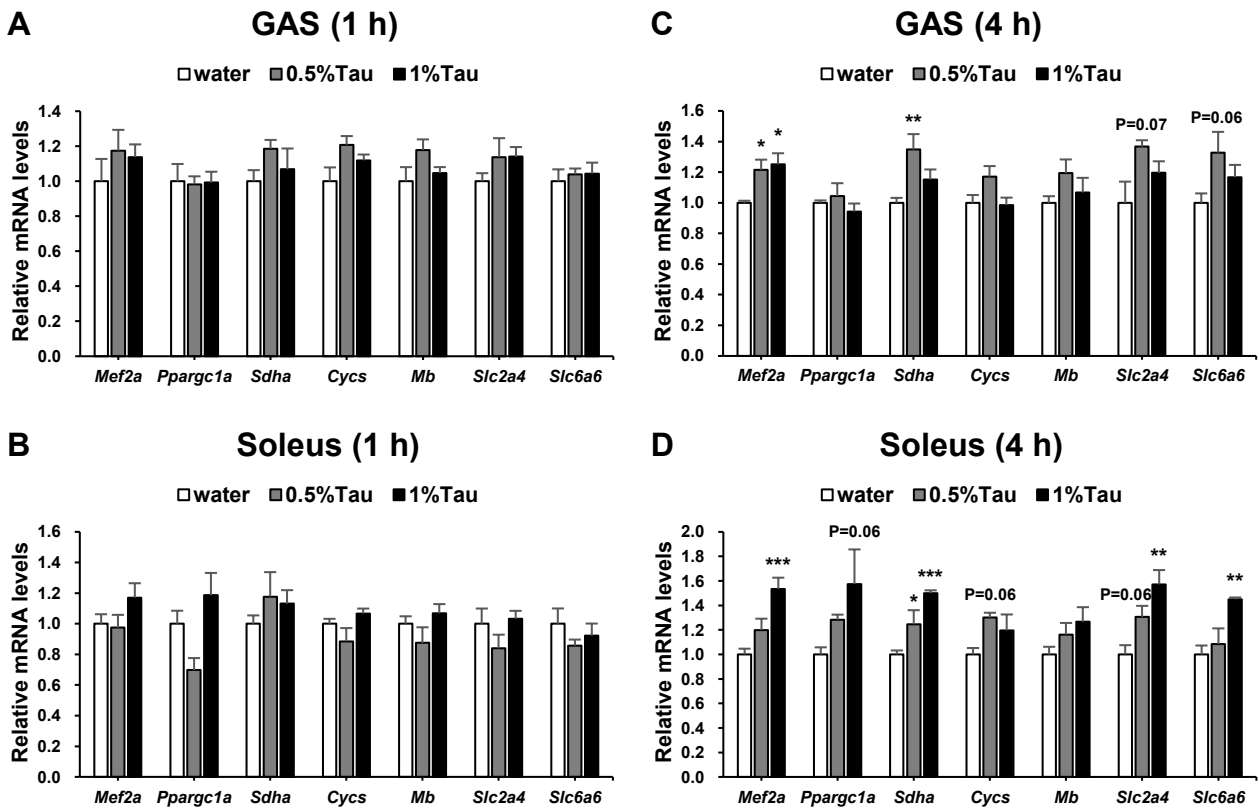 A
GAS (1 h)
water 0.5%Tau 1%Tau
Relative mRNA levels
1.4
1.2
1.0
0.8
0.6
0.4
0.2
0.0
Mef2a Ppargc1a Sdha Cycs Mb Slc2a4 Slc6a6
C
GAS (4 h)
water 0.5%Tau 1%Tau
Relative mRNA levels
1.6
1.4
1.2
1.0
0.8
0.6
0.4
0.2
0.0
* * ** P=0.07 P=0.06
Mef2a Ppargc1a Sdha Cycs Mb Slc2a4 Slc6a6
B
Soleus (1 h)
water 0.5%Tau 1%Tau
Relative mRNA levels
1.6
1.4
1.2
1.0
0.8
0.6
0.4
0.2
0.0
Mef2a Ppargc1a Sdha Cycs Mb Slc2a4 Slc6a6
D
Soleus (4 h)
water 0.5%Tau 1%Tau
Relative mRNA levels
2.0
1.8
1.6
1.4
1.2
1.0
0.8
0.6
0.4
0.2
0.0
*** P=0.06 * *** P=0.06 P=0.06 ** **
Mef2a Ppargc1a Sdha Cycs Mb Slc2a4 Slc6a6